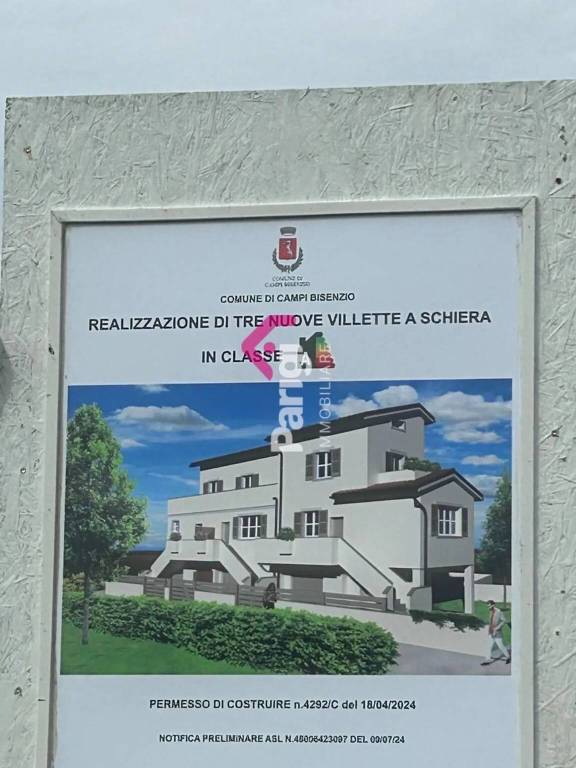 COMUNE DI
CAMPI BISENZIO
COMUNE DI CAMPI BISENZIO
REALIZZAZIONE DI TRE NUOVE VILLETTE A SCHIERA
IN CLASSE A
Parigi
IMMOBILIARE
PERMESSO DI COSTRUIRE n.4292/C del 18/04/2024
NOTIFICA PRELIMINARE ASL N.48006423097 DEL 09/07/24